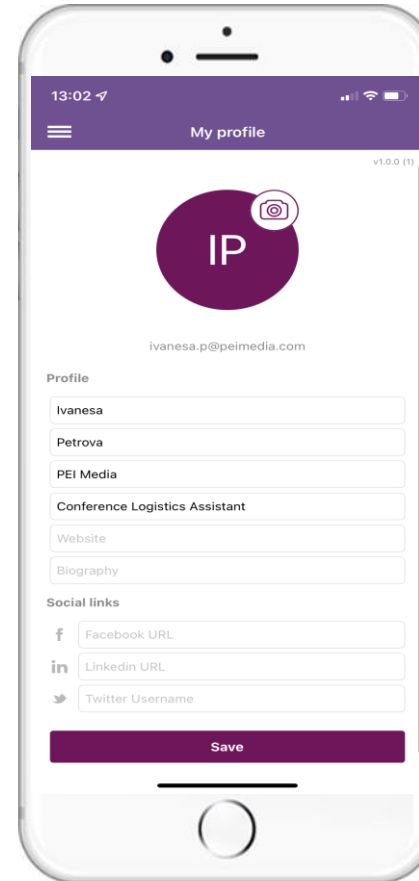 13:02
My profile
v1.0.0 (1)
IP
ivanesa.p@peimedia.com
Profile
Ivanesa
Petrova
PEI Media
Conference Logistics Assistant
Website
Biography
Social links
f Facebook URL
in Linkedin URL
Twitter Username
Save